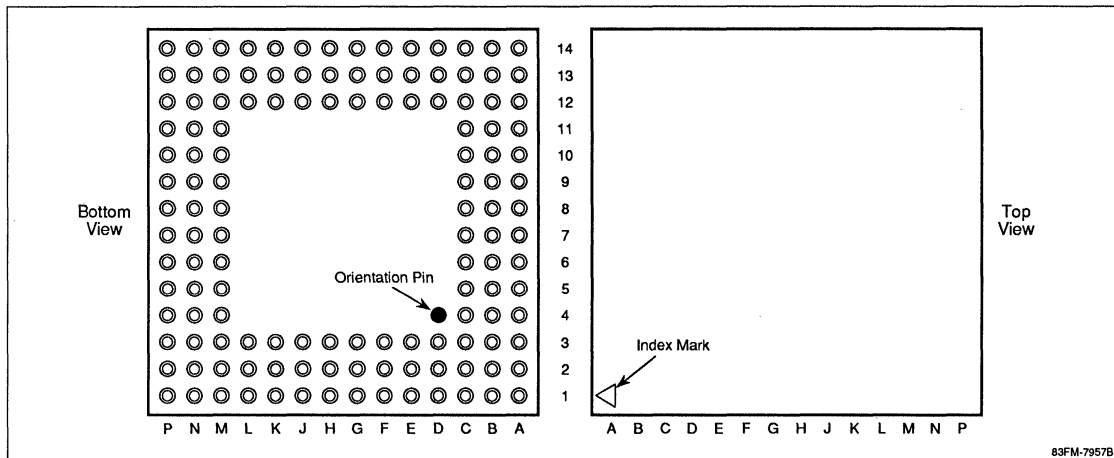 14
13
12
11
10
9
8
7
6
5
4
3
2
1
Bottom
View
Orientation Pin
P N M L K J H G F E D C B A
Top
View
Index Mark
A B C D E F G H J K L M N P
83FM-7957B